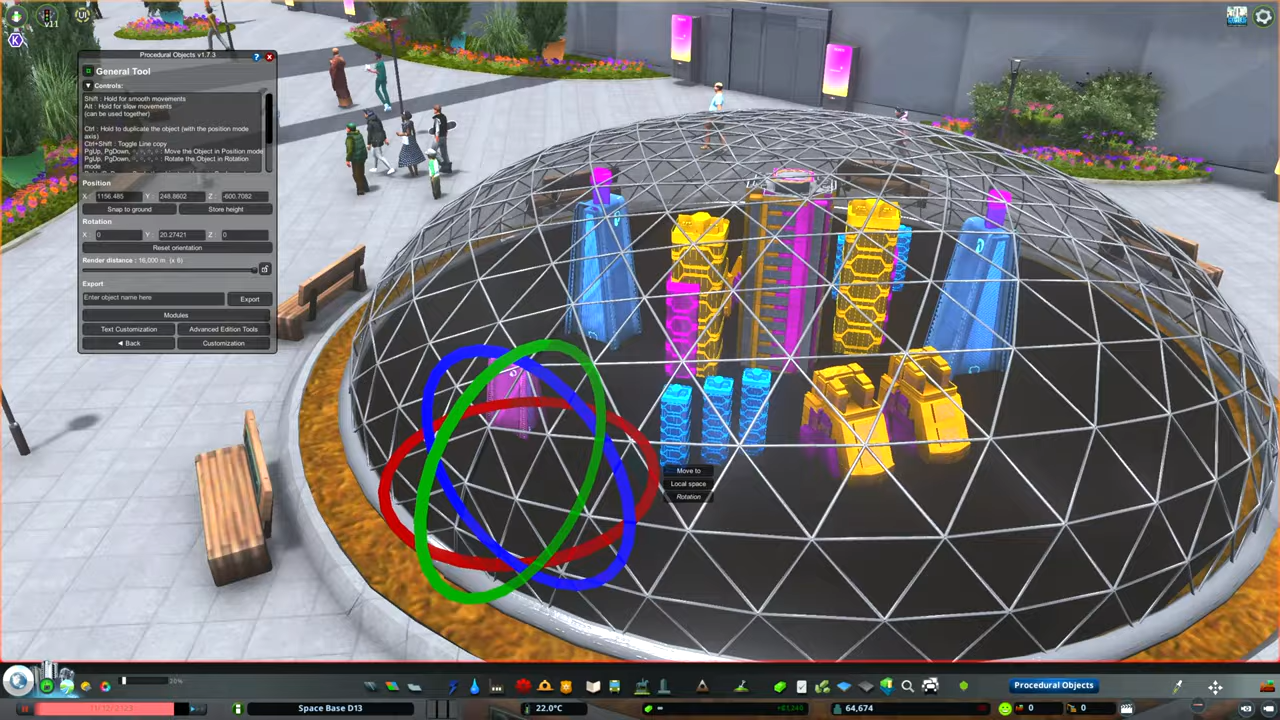 v11
UI
K
Procedural Objects v1.7.3
?
General Tool
Controls:
Shift : Hold for smooth movements
Alt : Hold for slow movements
(can be used together)
Ctrl : Hold to duplicate the object (with the position mode
axis)
Ctrl+Shift : Toggle Line copy
: Move the Object in Position mode
: Rotate the Object in Rotation
mode
Position
X : 1156.485 Y : 248.8602 Z : -600.7082
Snap to ground Store height
Rotation
X : 0 Y : 20.27421 Z : 0
Reset orientation
Render distance : 16,000 m (x 6)
Export
Enter object name here Export
Modules
Text Customization Advanced Edition Tools
Back Customization
Move to
Local space
Rotation
20%
Procedural Objects
Space Base D13
22.0°C
64,674
0
0